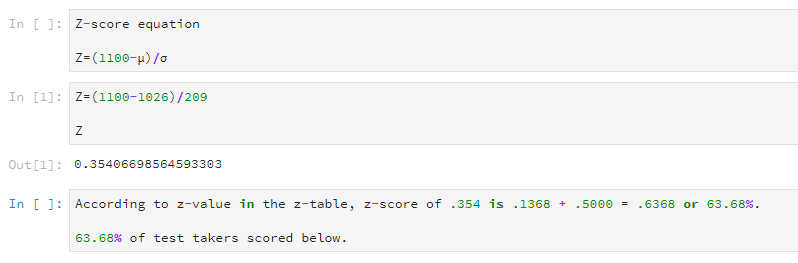 In [ ]: Z-score equation
Z=(1100-μ)/σ
In [1]: Z=(1100-1026)/209
Z
Out[1]: 0.35406698564593303
In [ ]: According to z-value in the z-table, z-score of .354 is .1368 + .5000 = .6368 or 63.68%.
63.68% of test takers scored below.